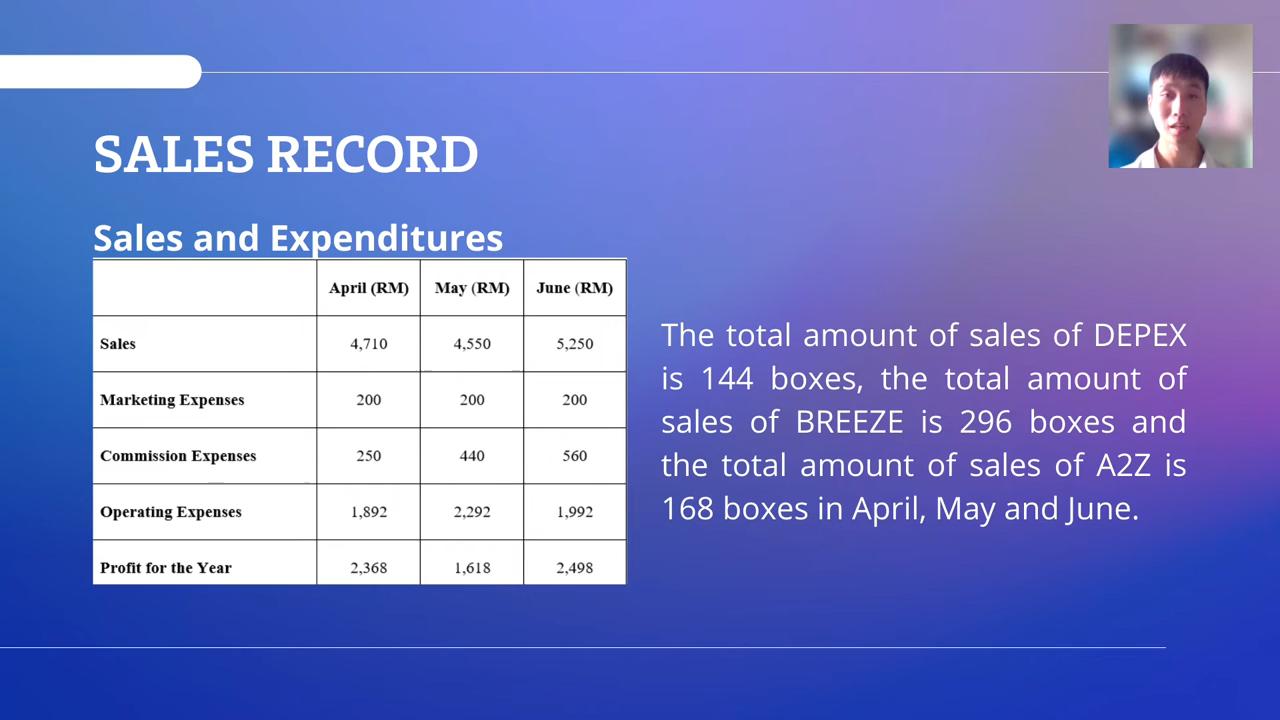 SALES RECORD
Sales and Expenditures
April (RM) May (RM) June (RM)
Sales 4,710 4,550 5,250
Marketing Expenses 200 200 200
Commission Expenses 250 440 560
Operating Expenses 1,892 2,292 1,992
Profit for the Year 2,368 1,618 2,498
The total amount of sales of DEPEX
is 144 boxes, the total amount of
sales of BREEZE is 296 boxes and
the total amount of sales of A2Z is
168 boxes in April, May and June.